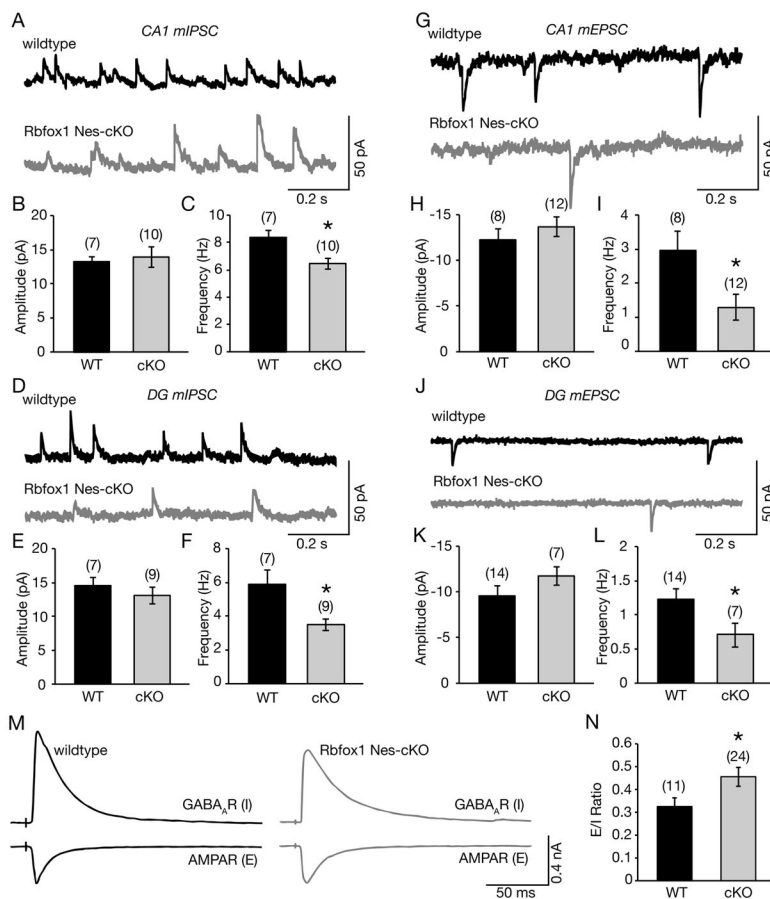 A
CA1 mIPSC
wildtype
Rbfox1 Nes-cKO
50 pA
0.2 s
B
Amplitude (pA)
20
15
10
5
0
(7)
(10)
WT
cKO
C
Frequency (Hz)
10
8
6
4
2
0
(7)
*
(10)
WT
cKO
D
DG mIPSC
wildtype
Rbfox1 Nes-cKO
50 pA
0.2 s
E
Amplitude (pA)
20
15
10
5
0
(7)
(9)
WT
cKO
F
Frequency (Hz)
8
6
4
2
0
(7)
*
(9)
WT
cKO
G
CA1 mEPSC
wildtype
Rbfox1 Nes-cKO
50 pA
0.2 s
H
Amplitude (pA)
-15
-10
-5
0
(8)
(12)
WT
cKO
I
Frequency (Hz)
4
3
2
1
0
(8)
*
(12)
WT
cKO
J
DG mEPSC
wildtype
Rbfox1 Nes-cKO
50 pA
0.2 s
K
Amplitude (pA)
-15
-10
-5
0
(14)
(7)
WT
cKO
L
Frequency (Hz)
2
1.5
1
0.5
0
(14)
*
(7)
WT
cKO
M
wildtype
GABAAR (I)
AMPAR (E)
Rbfox1 Nes-cKO
GABAAR (I)
AMPAR (E)
0.4 nA
50 ms
N
E/I Ratio
0.6
0.5
0.4
0.3
0.2
0.1
0
(11)
*
(24)
WT
cKO